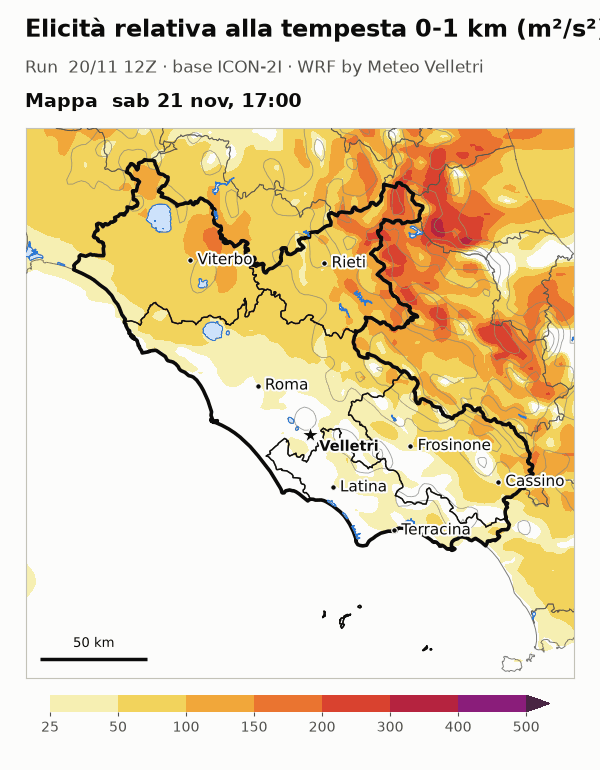 Elicità relativa alla tempesta 0-1 km (m²/s²)
Run 20/11 12Z · base ICON-2I · WRF by Meteo Velletri
Mappa sab 21 nov, 17:00
Viterbo
Rieti
Roma
Velletri
Frosinone
Cassino
Latina
Terracina
50 km
25 50 100 150 200 300 400 500